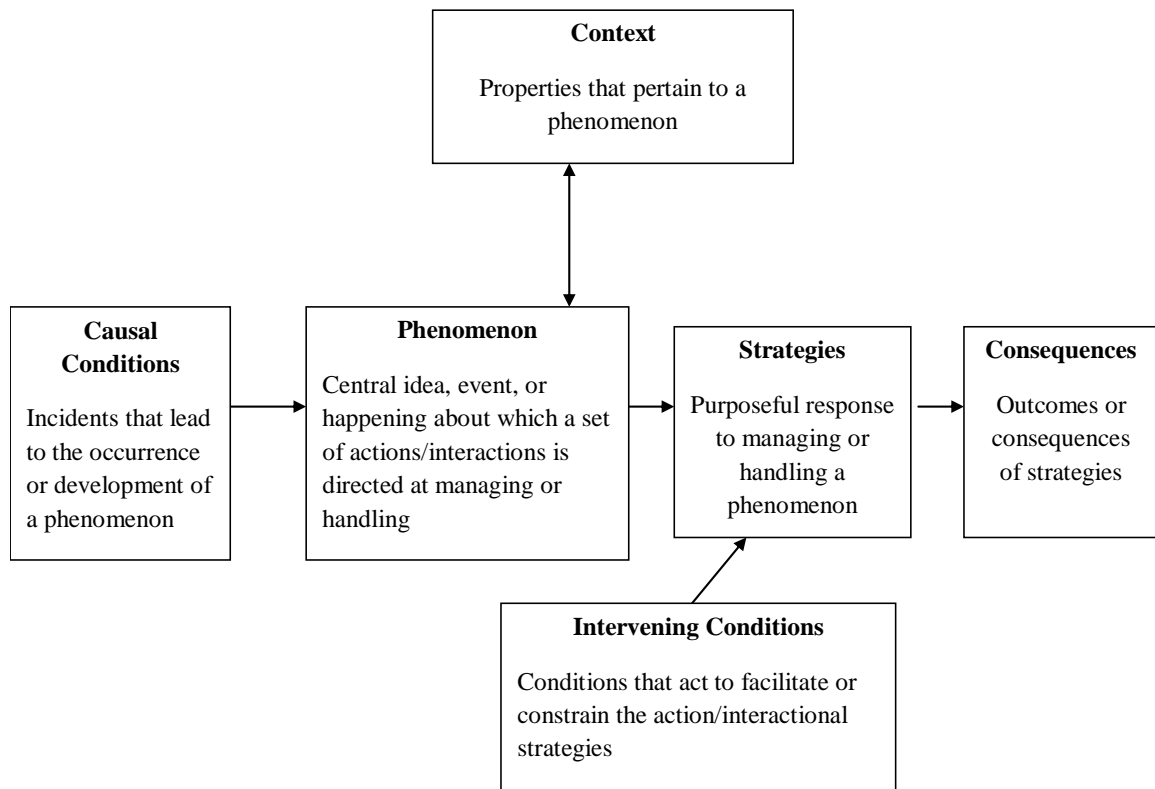 Context
Properties that pertain to a
phenomenon
Causal
Conditions
Incidents that lead
to the occurrence
or development of
a phenomenon
Phenomenon
Central idea, event, or
happening about which a set
of actions/interactions is
directed at managing or
handling
Strategies
Purposeful response
to managing or
handling a
phenomenon
Consequences
Outcomes or
consequences
of strategies
Intervening Conditions
Conditions that act to facilitate or
constrain the action/interactional
strategies